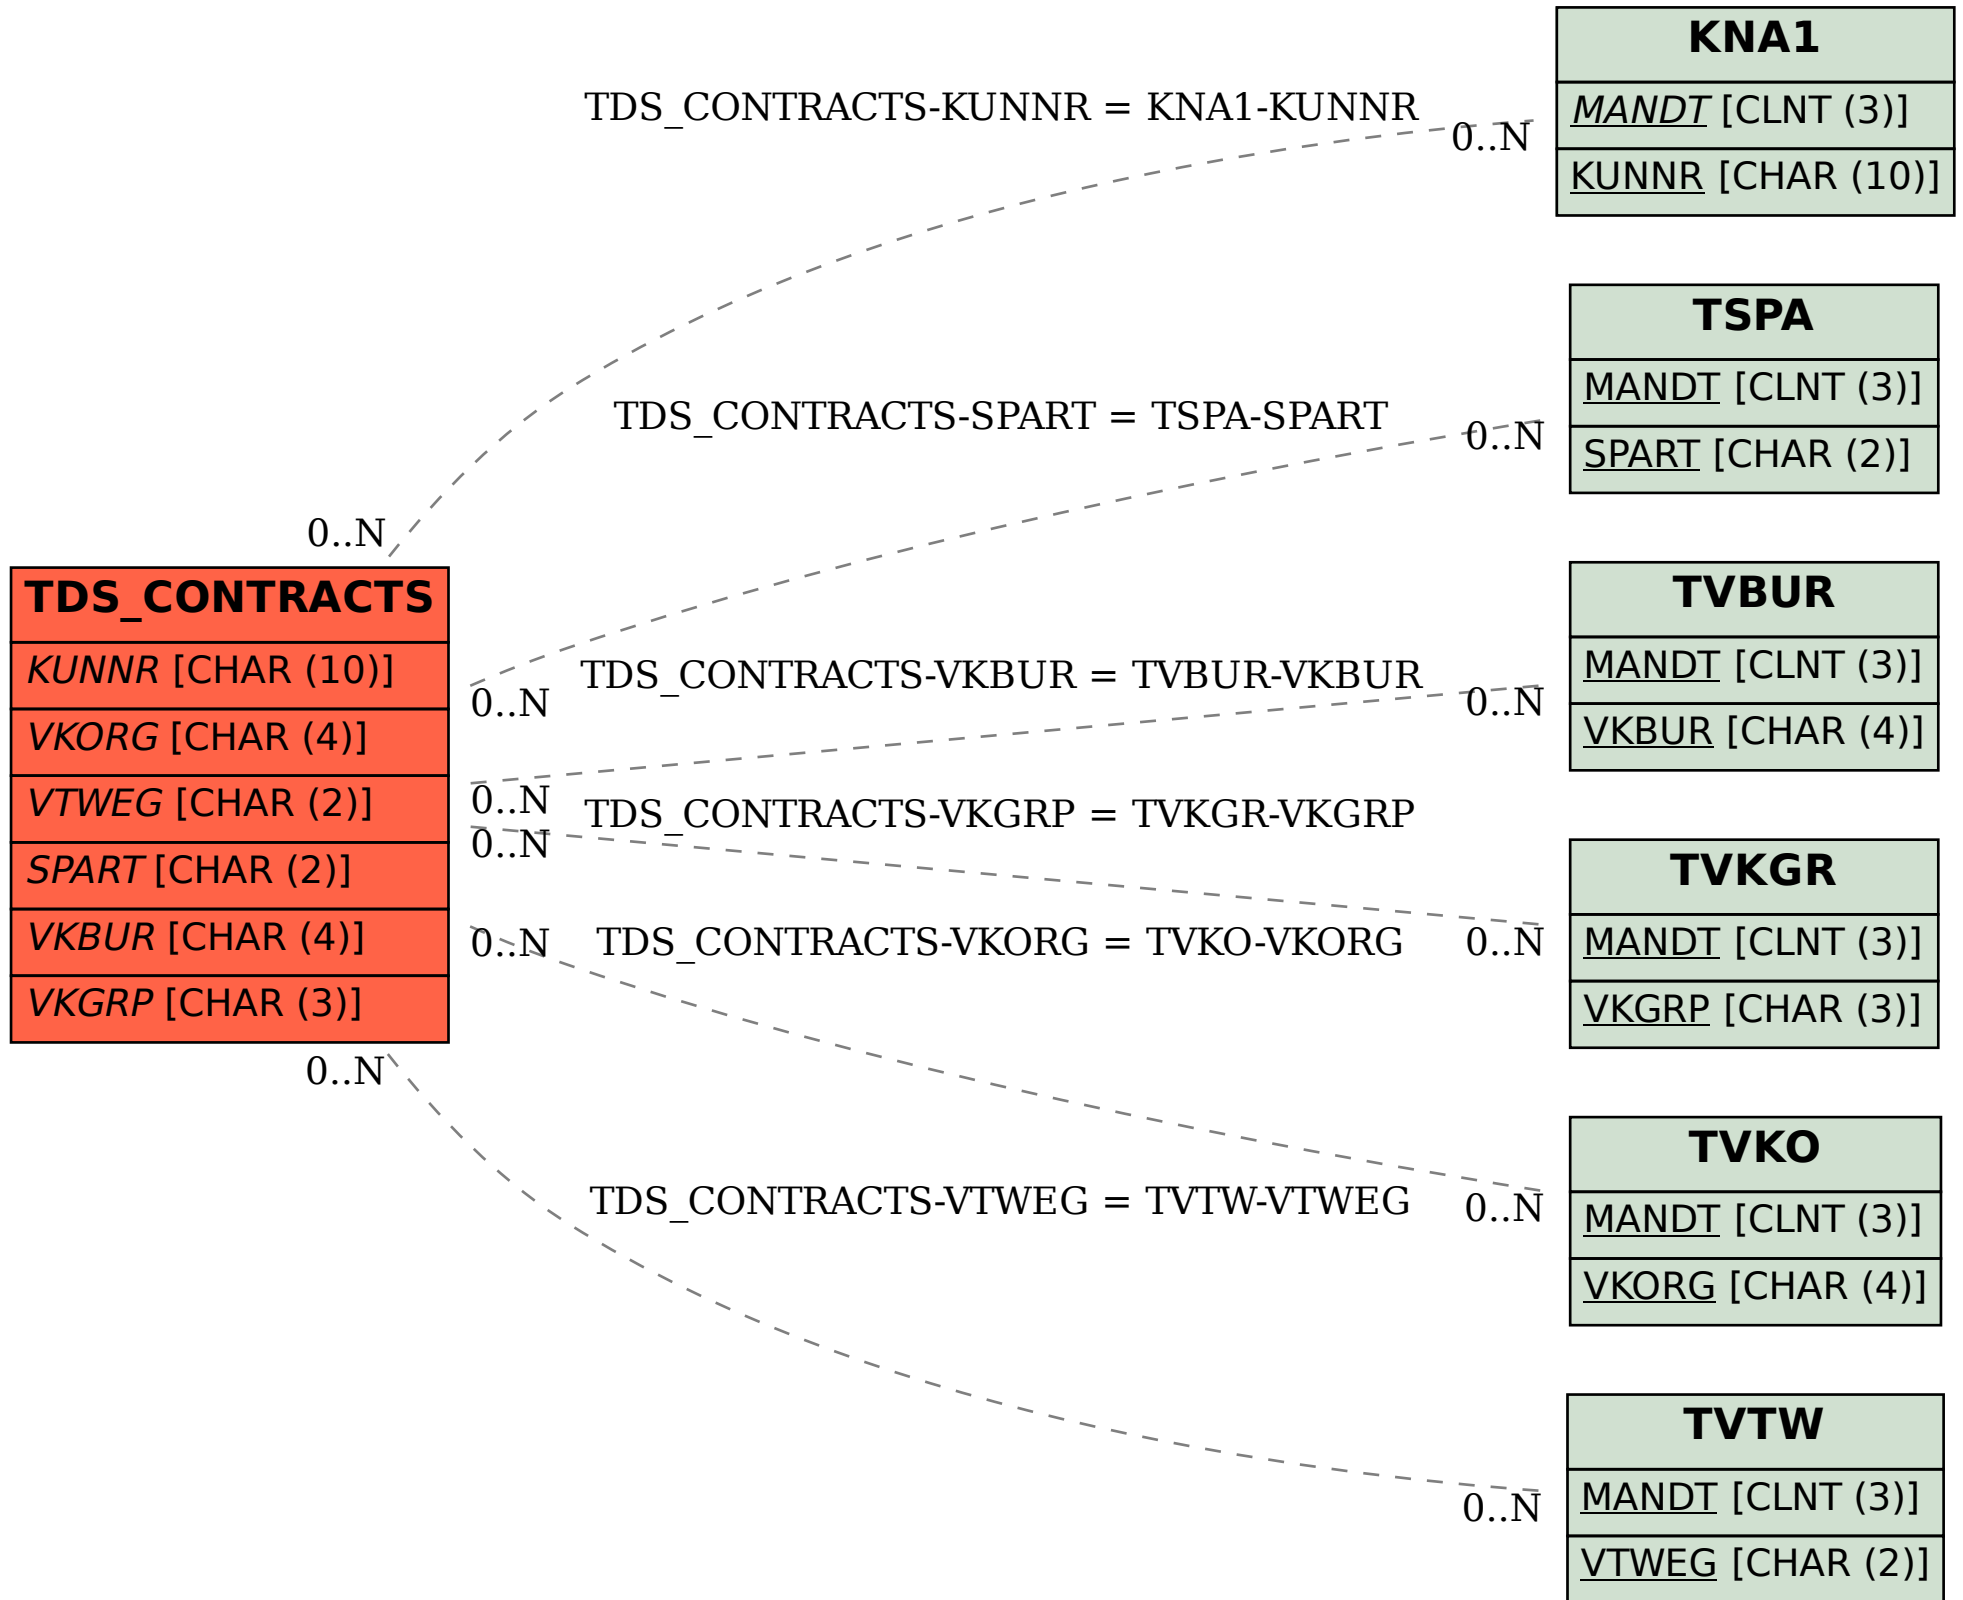 KNA1
MANDT [CLNT (3)]
KUNNR [CHAR (10)]
TDS_CONTRACTS-KUNNR = KNA1-KUNNR
0..N
TSPA
MANDT [CLNT (3)]
SPART [CHAR (2)]
TDS_CONTRACTS-SPART = TSPA-SPART
0..N
0..N
TDS_CONTRACTS
KUNNR [CHAR (10)]
VKORG [CHAR (4)]
VTWEG [CHAR (2)]
SPART [CHAR (2)]
VKBUR [CHAR (4)]
VKGRP [CHAR (3)]
0..N
TVBUR
MANDT [CLNT (3)]
VKBUR [CHAR (4)]
TDS_CONTRACTS-VKBUR = TVBUR-VKBUR
0..N
0..N
0..N
TDS_CONTRACTS-VKGRP = TVKGR-VKGRP
0..N
TVKGR
MANDT [CLNT (3)]
VKGRP [CHAR (3)]
0..N
TDS_CONTRACTS-VKORG = TVKO-VKORG
0..N
0..N
TVKO
MANDT [CLNT (3)]
VKORG [CHAR (4)]
TDS_CONTRACTS-VTWEG = TVTW-VTWEG
0..N
TVTW
MANDT [CLNT (3)]
VTWEG [CHAR (2)]
0..N